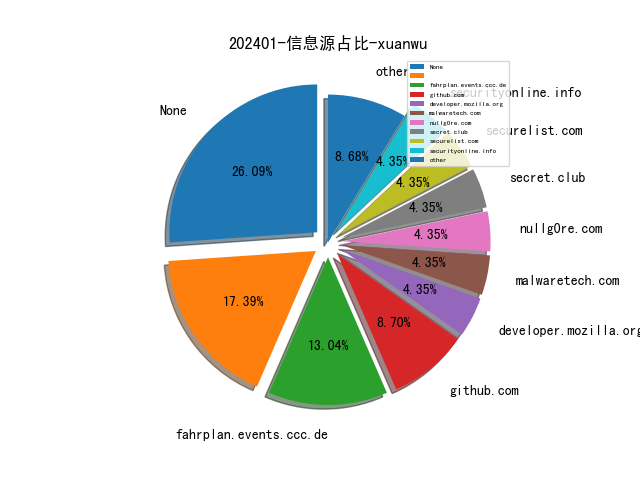 202401-信息源占比-xuanwu
other
None
securityonline.info
securelist.com
secret.club
nullg0re.com
malwaretech.com
developer.mozilla.org
github.com
fahrplan.events.ccc.de
26.09%
17.39%
13.04%
8.70%
4.35%
4.35%
4.35%
4.35%
4.35%
4.35%
8.68%
None
fahrplan.events.ccc.de
github.com
developer.mozilla.org
malwaretech.com
nullg0re.com
secret.club
securelist.com
securityonline.info
other